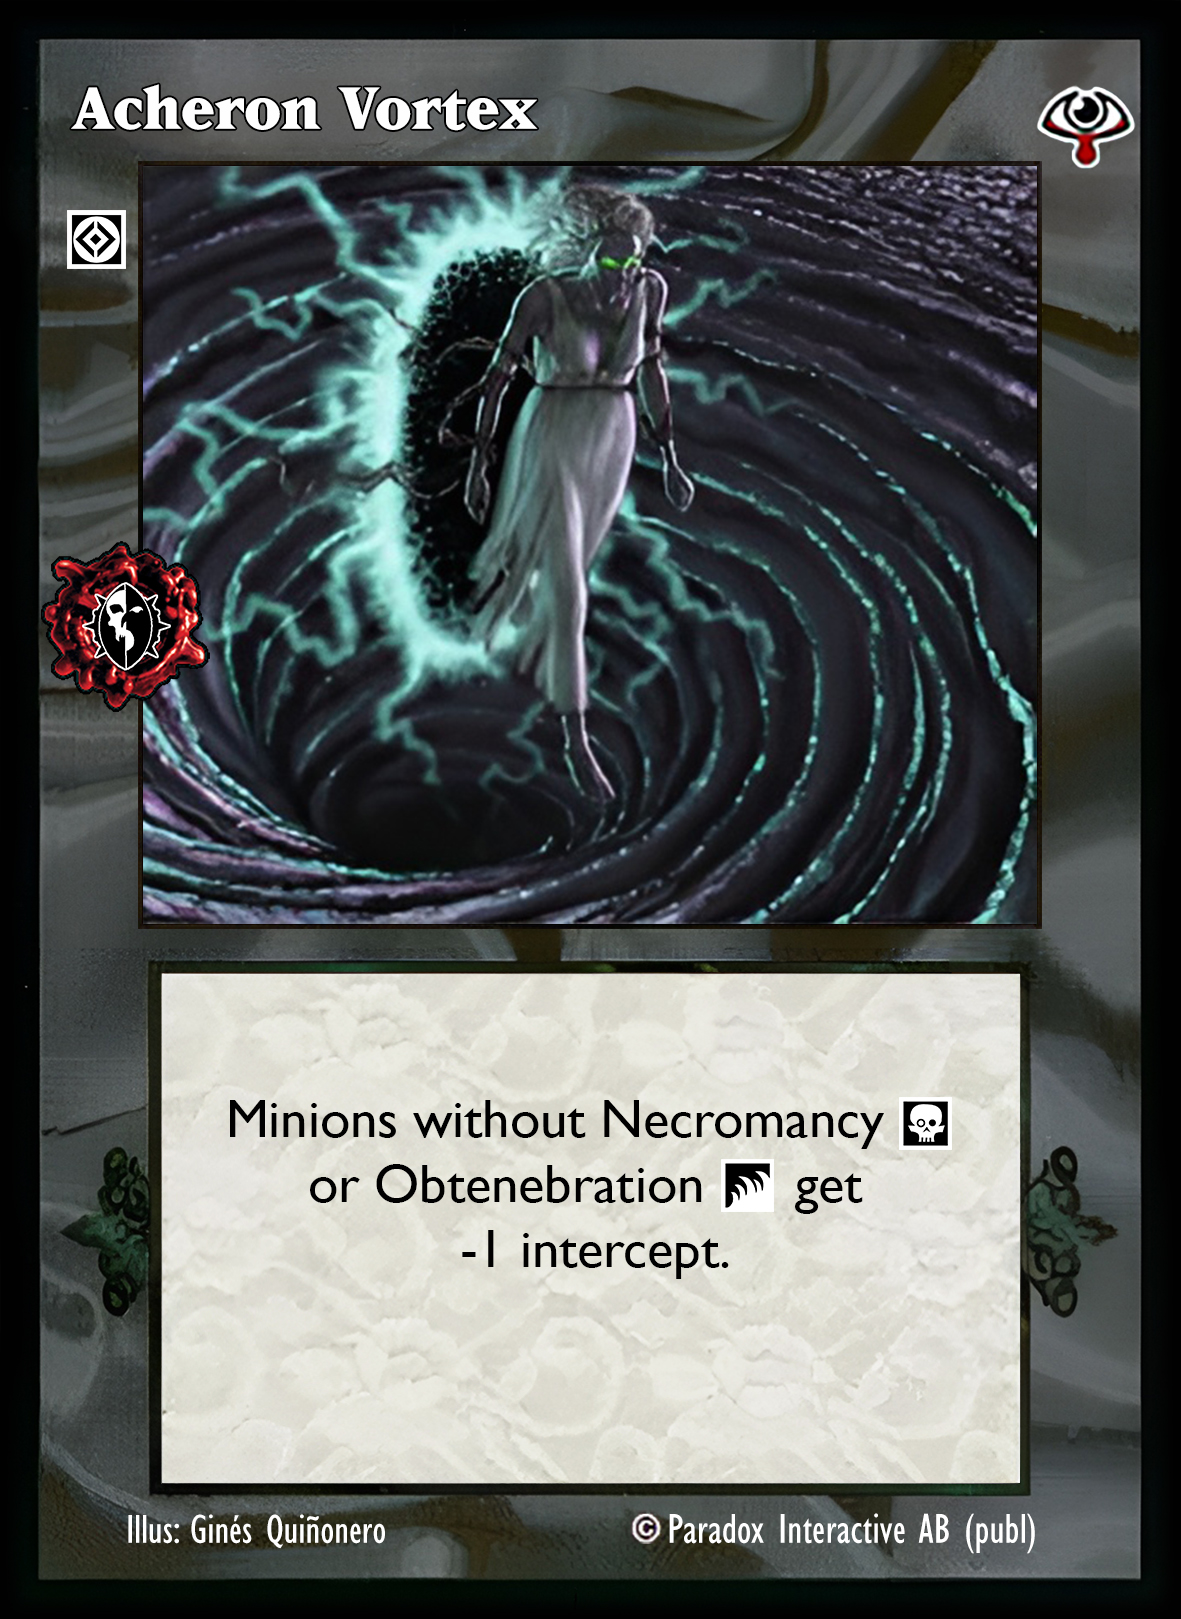 Acheron Vortex
Minions without Necromancy
or Obtenebration get
-1 intercept.
Illus: Ginés Quiñonero
© Paradox Interactive AB (publ)